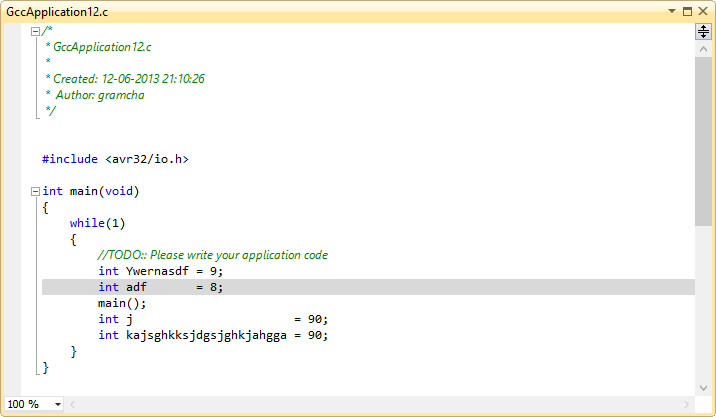 GccApplication12.c
/*
 * GccApplication12.c
 *
 * Created: 12-06-2013 21:10:26
 *  Author: gramcha
 */
#include <avr32/io.h>
int main(void)
{
    while(1)
    {
        //TODO:: Please write your application code
        int Ywernasdf = 9;
        int adf       = 8;
        main();
        int j                       = 90;
        int kajsghkksjdgsjghkjahgga = 90;
    }
}
100 %